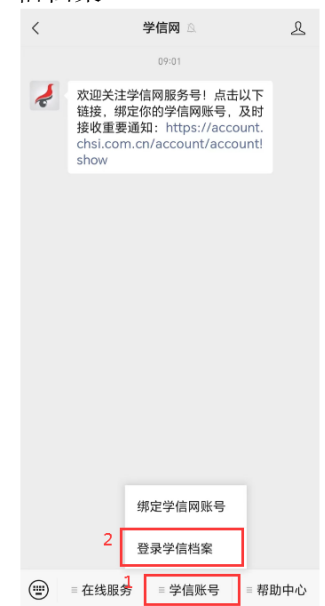 学信网
09:01
欢迎关注学信网服务号！点击以下
链接，绑定你的学信网账号，及时
接收重要通知：https://account.
chsi.com.cn/account/account!
show
绑定学信网账号
2
登录学信档案
1
在线服务
学信账号
帮助中心